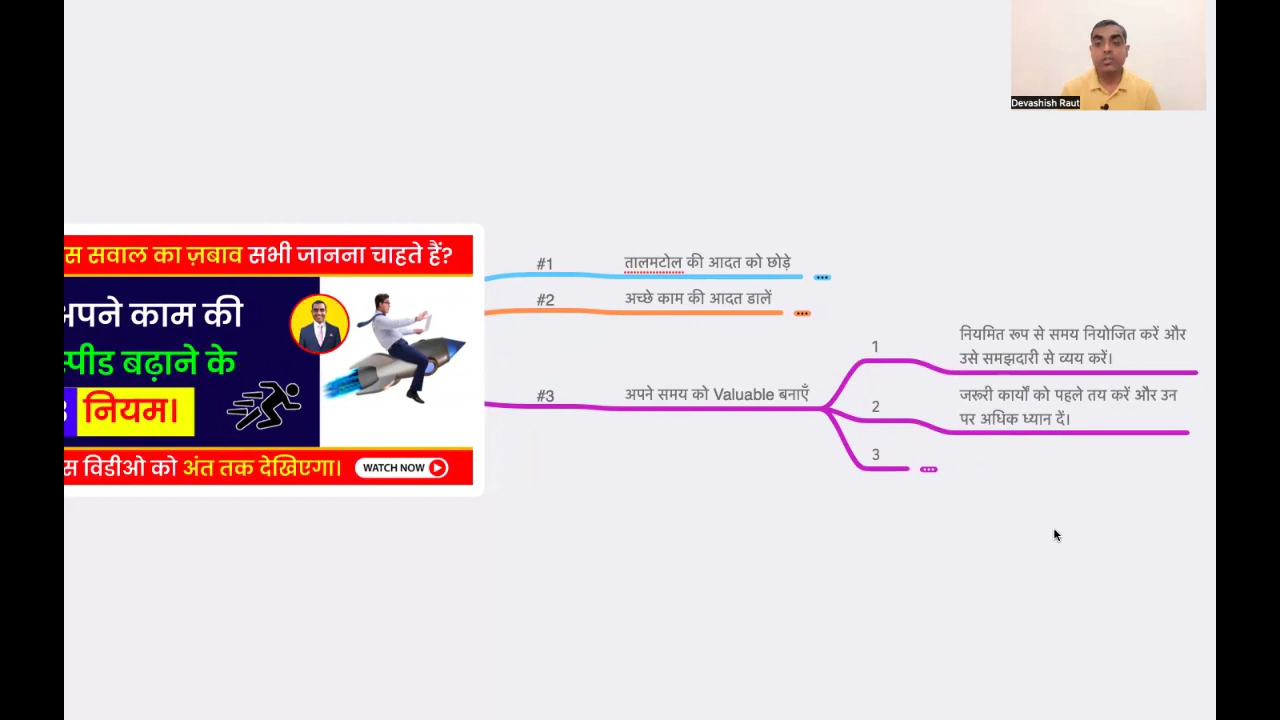 Devashish Raut
स सवाल का ज़बाव सभी जानना चाहते हैं?
अपने काम की
स्पीड बढ़ाने के
3 नियम।
स विडीओ को अंत तक देखिएगा।
WATCH NOW
#1
तालमटोल की आदत को छोड़े
#2
अच्छे काम की आदत डालें
#3
अपने समय को Valuable बनाएँ
1
नियमित रूप से समय नियोजित करें और
उसे समझदारी से व्यय करें।
2
जरूरी कार्यों को पहले तय करें और उन
पर अधिक ध्यान दें।
3